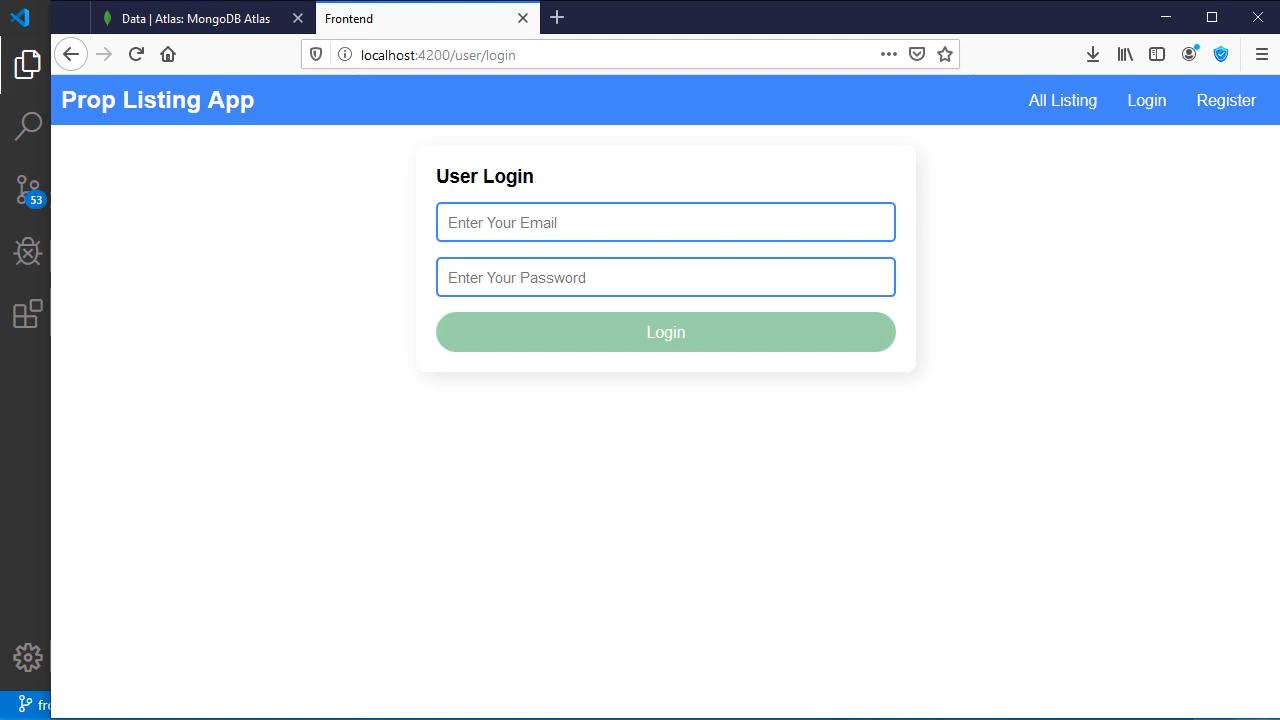 Data | Atlas: MongoDB Atlas
Frontend
localhost:4200/user/login
Prop Listing App
All Listing
Login
Register
53
User Login
Enter Your Email
Enter Your Password
Login
fro